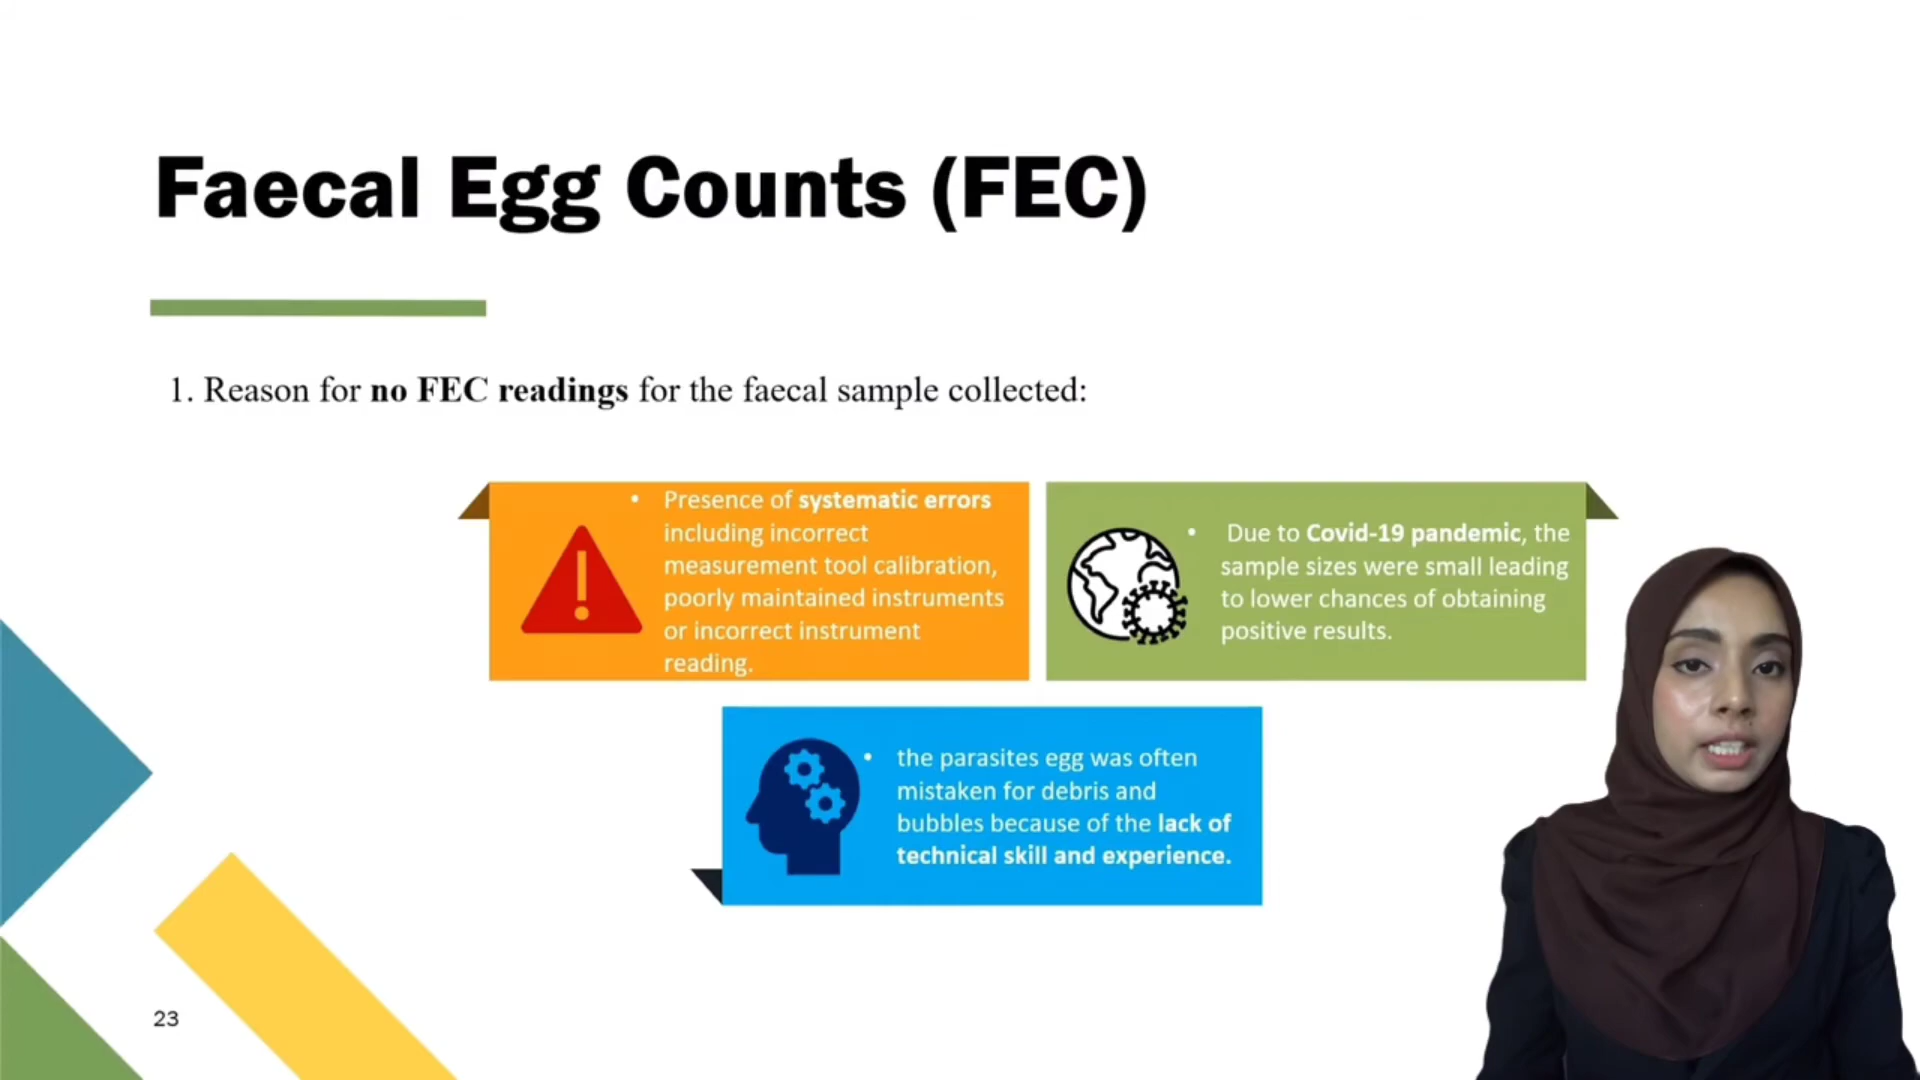 Faecal Egg Counts (FEC)
1. Reason for no FEC readings for the faecal sample collected:
• Presence of systematic errors
including incorrect
measurement tool calibration,
poorly maintained instruments
or incorrect instrument
reading.
• Due to Covid-19 pandemic, the
sample sizes were small leading
to lower chances of obtaining
positive results.
• the parasites egg was often
mistaken for debris and
bubbles because of the lack of
technical skill and experience.
23